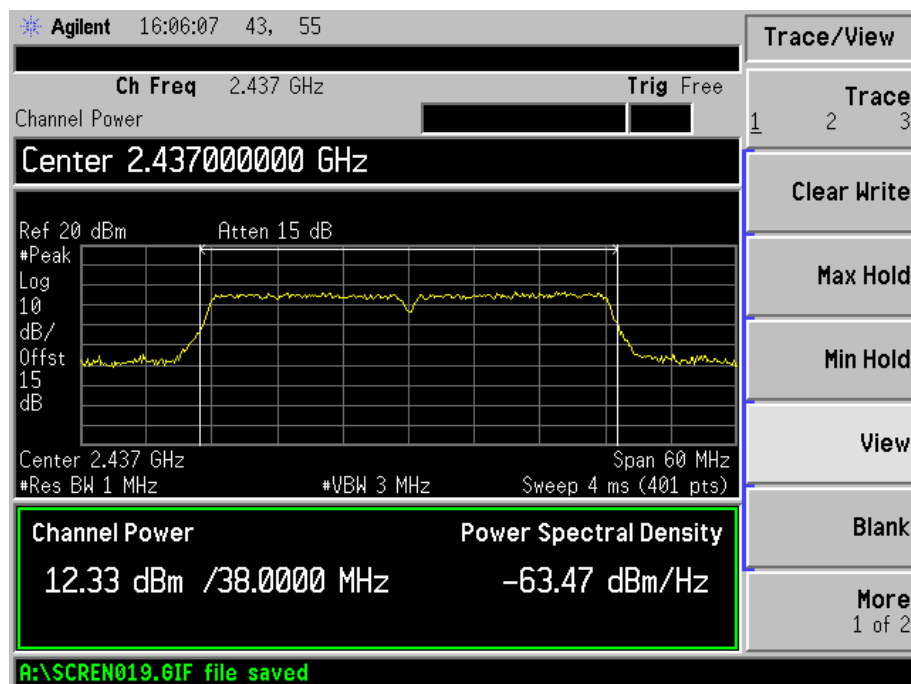 Agilent 16:06:07 43, 55
Trace/View
Ch Freq 2.437 GHz Trig Free
Channel Power
Trace
1 2 3
Center 2.437000000 GHz
Clear Write
Ref 20 dBm Atten 15 dB
#Peak
Log
10
dB/
Offst
15
dB
Max Hold
Min Hold
Center 2.437 GHz Span 60 MHz
#Res BW 1 MHz #VBW 3 MHz Sweep 4 ms (401 pts)
View
Channel Power Power Spectral Density
12.33 dBm /38.0000 MHz -63.47 dBm/Hz
Blank
More
1 of 2
A:\SCREN019.GIF file saved